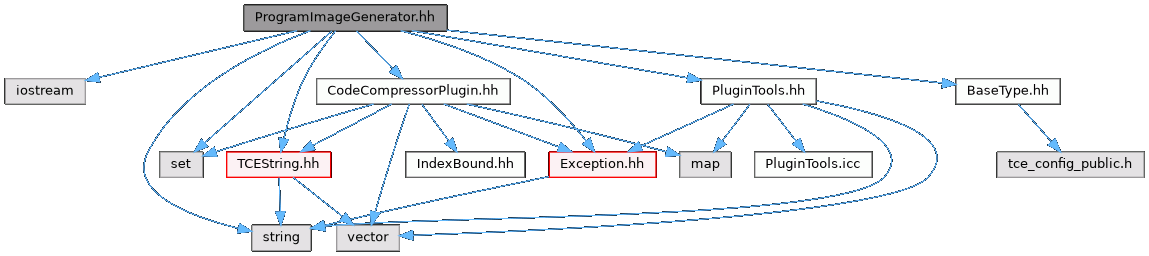 ProgramImageGenerator.hh
iostream
CodeCompressorPlugin.hh
PluginTools.hh
BaseType.hh
set
TCEString.hh
IndexBound.hh
Exception.hh
map
PluginTools.icc
tce_config_public.h
string
vector